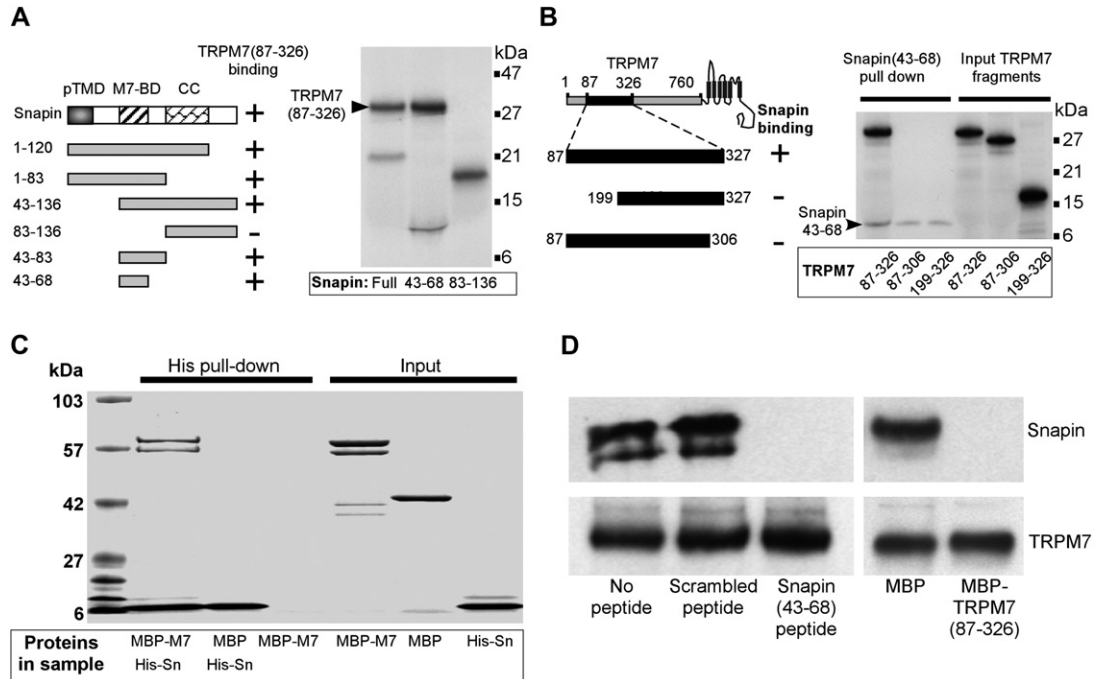 A
TRPM7(87-326)
binding
pTMD M7-BD CC
Snapin +
1-120 +
1-83 +
43-136 +
83-136 -
43-83 +
43-68 +
TRPM7
(87-326)
kDa
47
27
21
15
6
Snapin: Full 43-68 83-136
B
TRPM7
1 87 326 760
Snapin
binding
87 327 +
199 327 -
87 306 -
Snapin(43-68)
pull down
Input TRPM7
fragments
kDa
27
21
15
6
Snapin
43-68
TRPM7 87-326 87-306 199-326 87-326 87-306 199-326
C
kDa
His pull-down Input
103
57
42
27
6
Proteins
in sample
MBP-M7 MBP MBP-M7 MBP-M7 MBP His-Sn
His-Sn His-Sn
D
Snapin
TRPM7
No
peptide
Scrambled
peptide
Snapin
(43-68)
peptide
MBP
MBP-
TRPM7
(87-326)